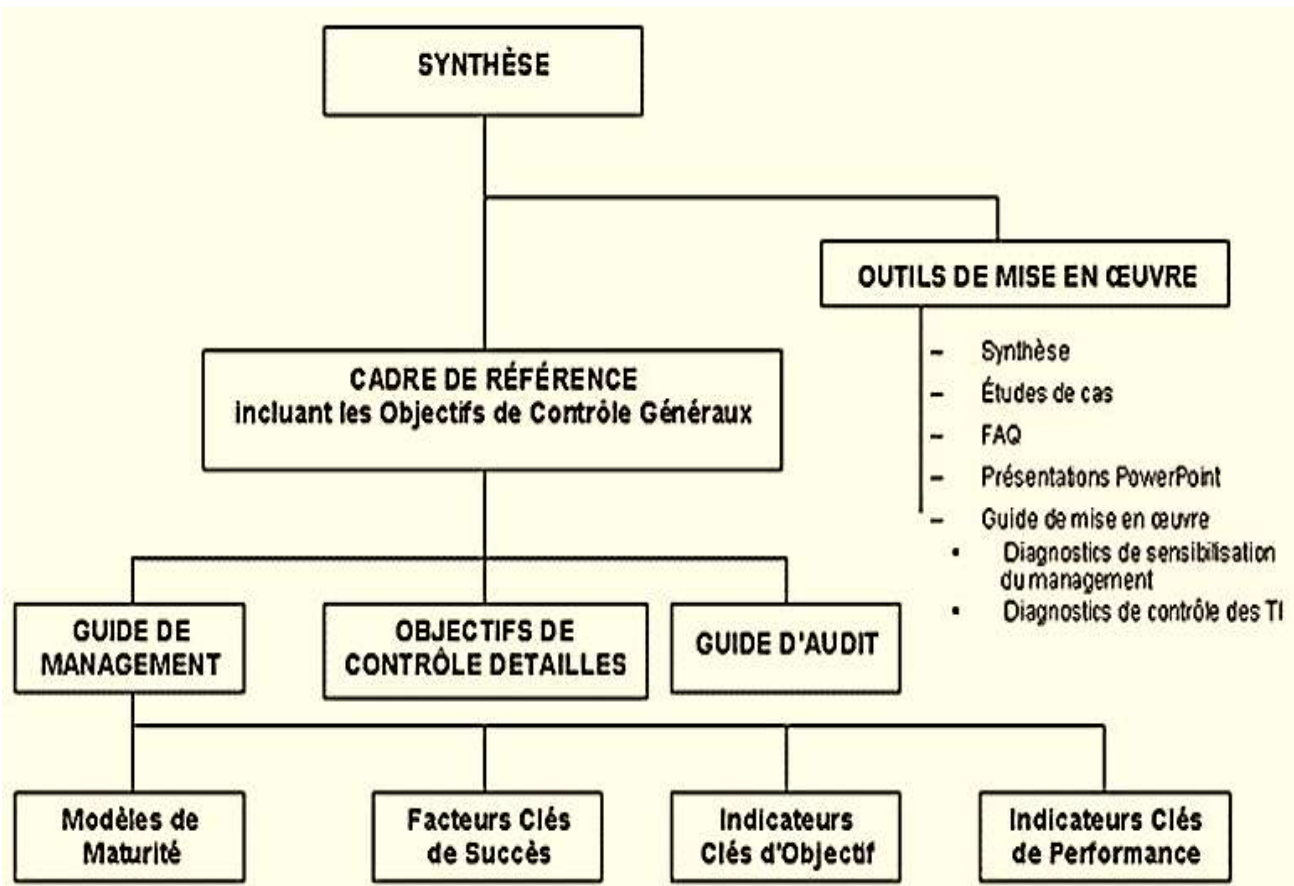 SYNTHÈSE
OUTILS DE MISE EN ŒUVRE
– Synthèse
– Études de cas
– FAQ
– Présentations PowerPoint
– Guide de mise en œuvre
• Diagnostics de sensibilisation
du management
• Diagnostics de contrôle des TI
CADRE DE RÉFÉRENCE
incluant les Objectifs de Contrôle Généraux
GUIDE DE
MANAGEMENT
OBJECTIFS DE
CONTRÔLE DETAILLES
GUIDE D'AUDIT
Modèles de
Maturité
Facteurs Clés
de Succès
Indicateurs
Clés d'Objectif
Indicateurs Clés
de Performance